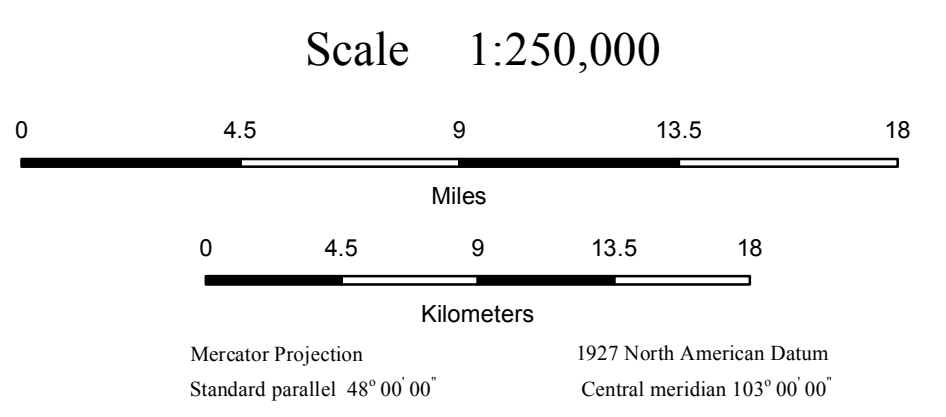 Scale 1:250,000
0 4.5 9 13.5 18
Miles
0 4.5 9 13.5 18
Kilometers
Mercator Projection 1927 North American Datum
Standard parallel 48° 00' 00" Central meridian 103° 00' 00"